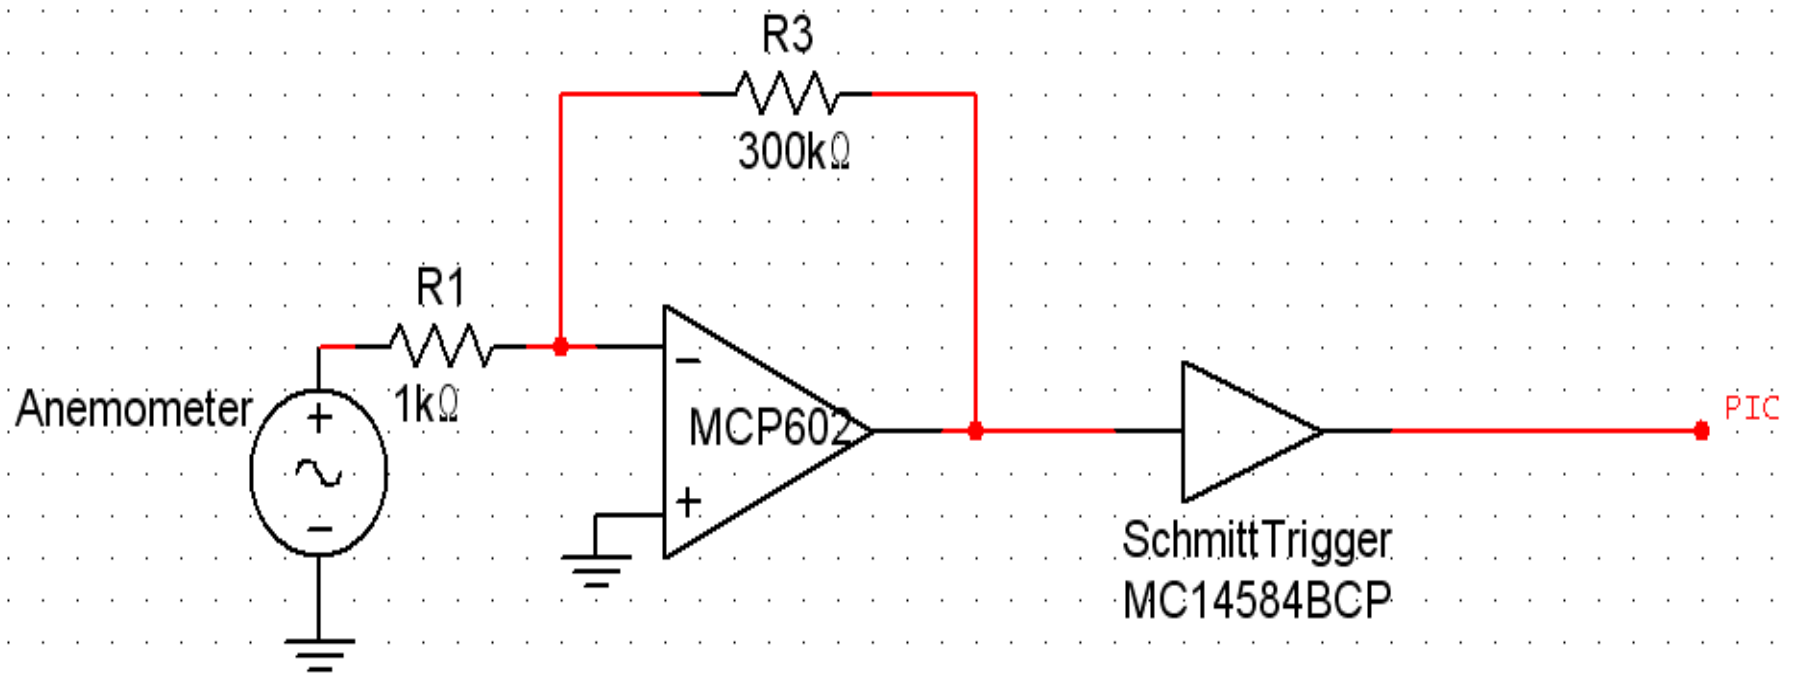 R3
300kΩ
R1
1kΩ
Anemometer
+
−
−
MCP602
+
PIC
SchmittTrigger
MC14584BCP